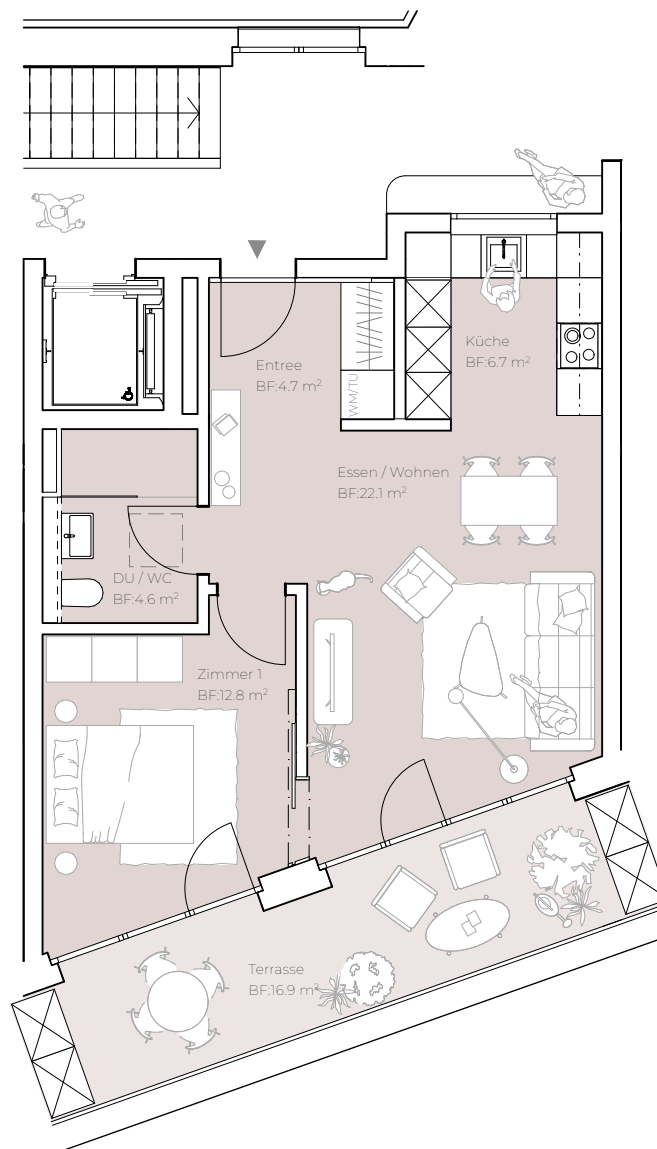 Küche
BF:6.7 m²
Entree
BF:4.7 m²
WM/TU
Essen / Wohnen
BF:22.1 m²
DU / WC
BF:4.6 m²
Zimmer 1
BF:12.8 m²
Terrasse
BF:16.9 m²